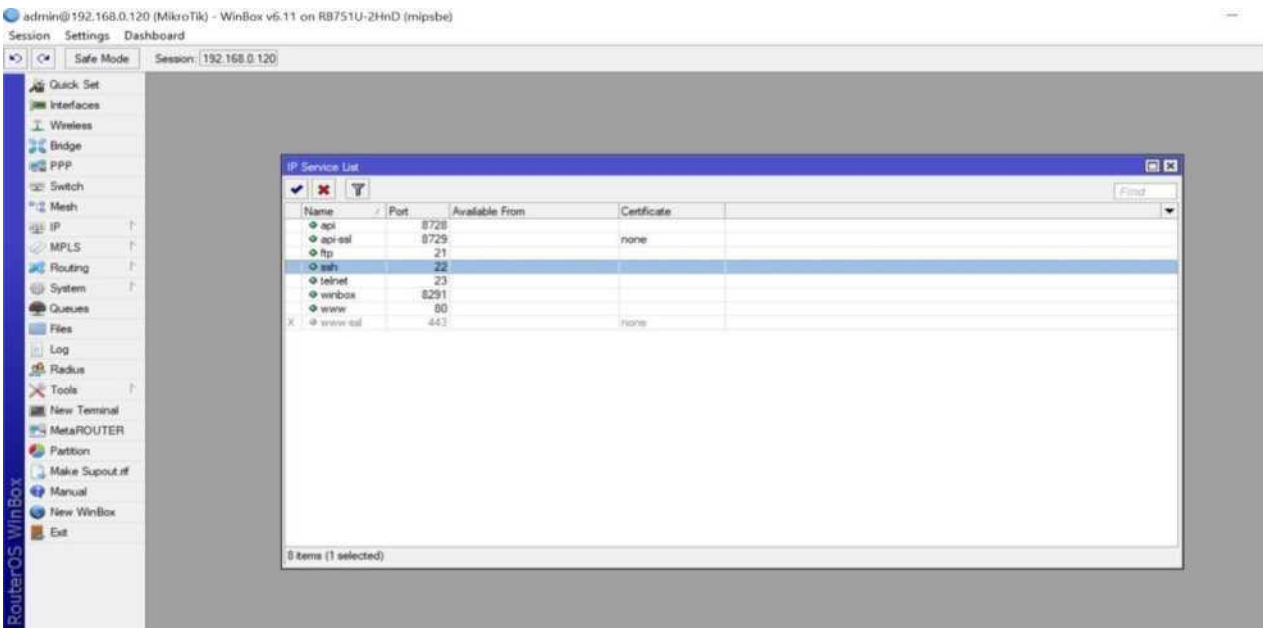 admin@192.168.0.120 (MikroTik) - WinBox v6.11 on RB751U-2HnD (mipsbe)
Session Settings Dashboard
Safe Mode Session: 192.168.0.120
Quick Set
Interfaces
Wireless
Bridge
PPP
Switch
Mesh
IP
MPLS
Routing
System
Queues
Files
Log
Radius
Tools
New Terminal
MetaROUTER
Partition
Make Supout.rif
Manual
New WinBox
Exit
RouterOS WinBox
IP Service List
Find
Name Port Available From Certificate
api 8728
api-ssl 8729 none
ftp 21
ssh 22
telnet 23
winbox 8291
www 80
X www-ssl 443 none
8 items (1 selected)